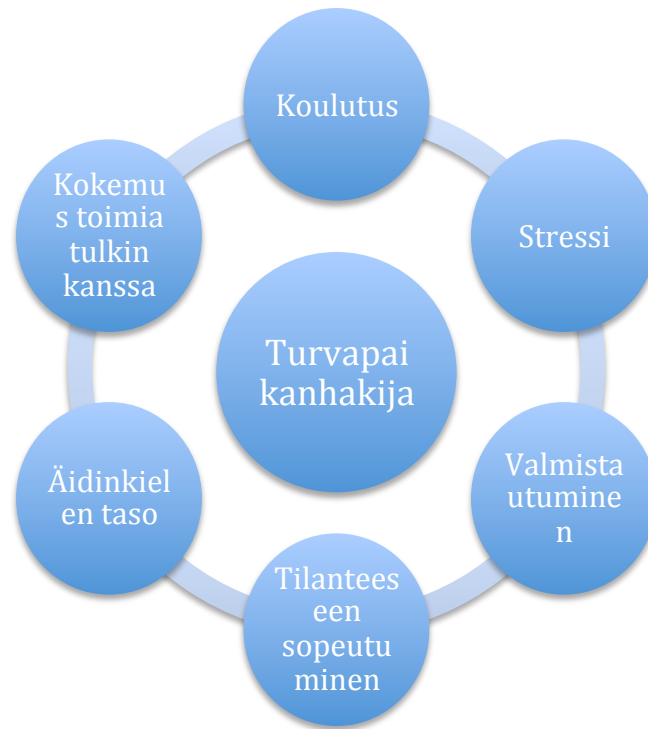 Koulutus
Stressi
Valmista
utumine
n
Tilantees
een
sopeutu
minen
Äidinkiel
en taso
Kokemu
s toimia
tulkin
kanssa
Turvapai
kanhakija